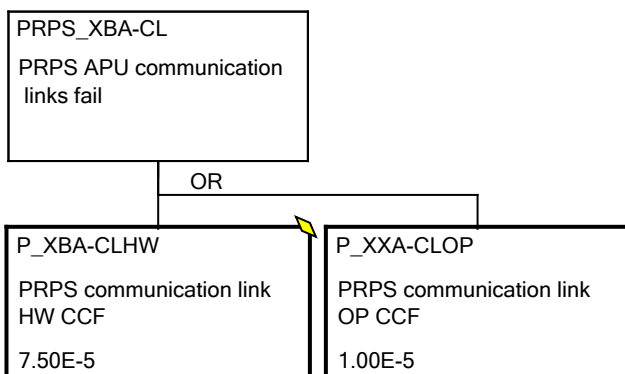 PRPS_XBA-CL
PRPS APU communication
links fail
OR
P_XBA-CLHW
PRPS communication link
HW CCF
7.50E-5
P_XXA-CLOP
PRPS communication link
OP CCF
1.00E-5